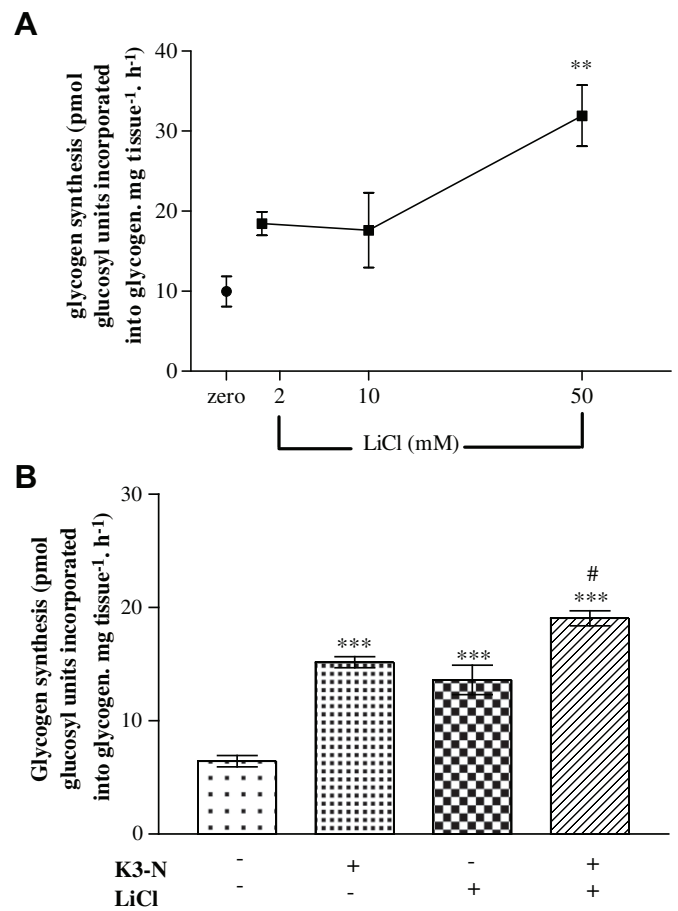 A
glycogen synthesis (pmol
glucosyl units incorporated
into glycogen. mg tissue-1. h-1)
40
30
20
10
0
**
zero 2 10 50
LiCl (mM)
B
Glycogen synthesis (pmol
glucosyl units incorporated
into glycogen. mg tissue-1. h-1)
30
20
10
0
#
*** *** ***
K3-N - + - +
LiCl - - + +